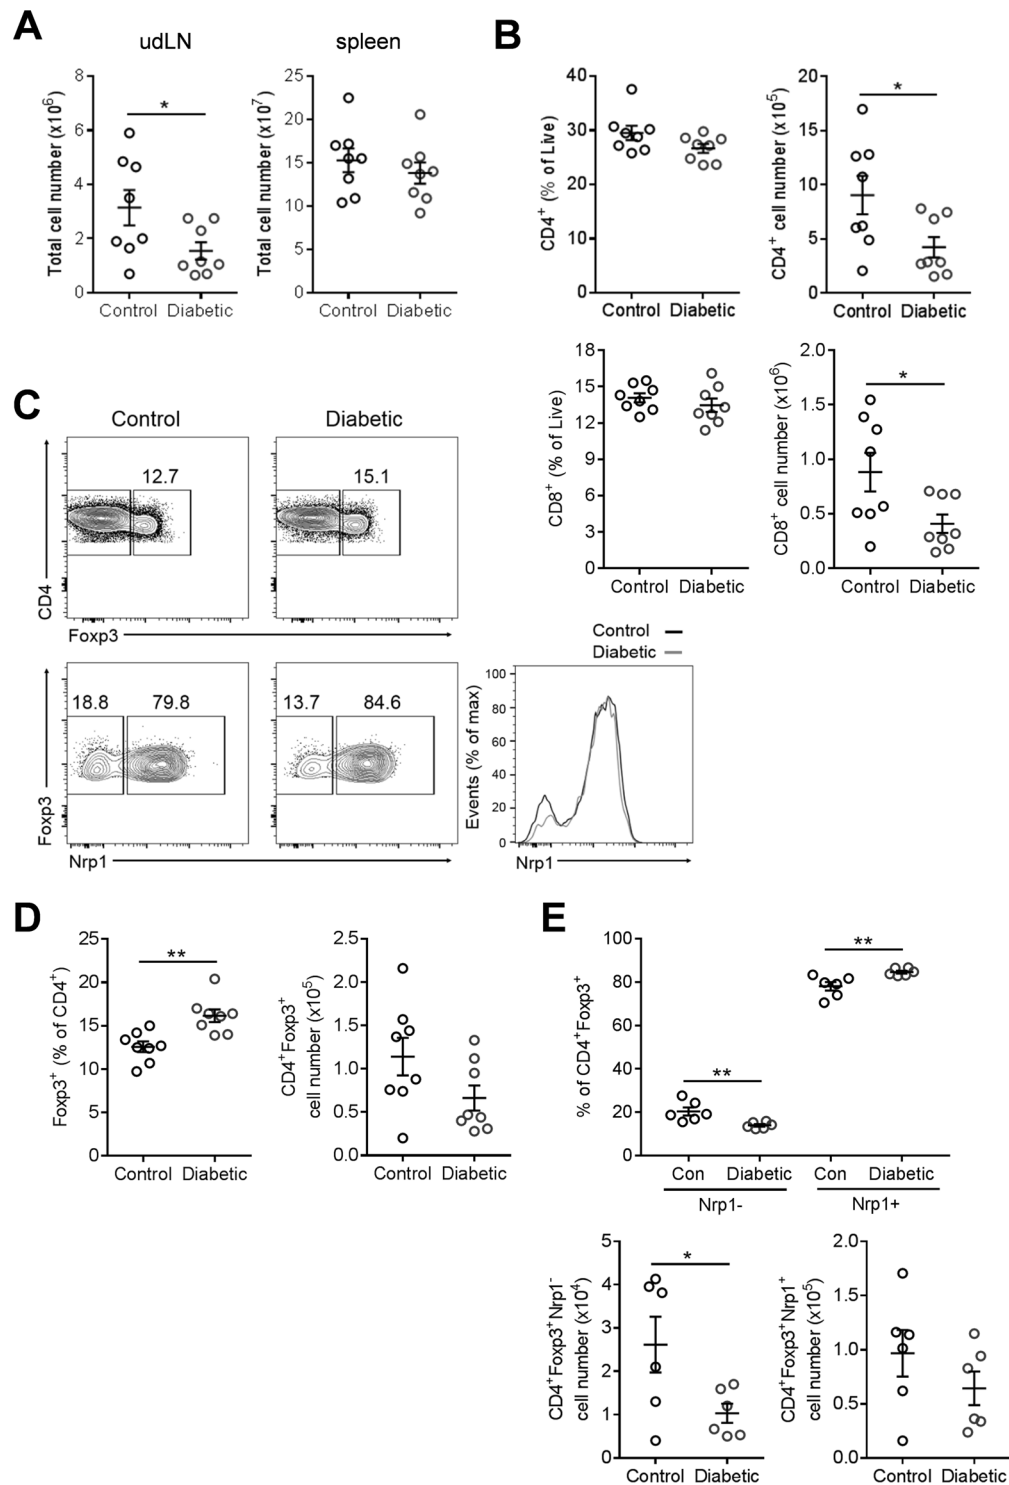 A
udLN
spleen
Total cell number (x10⁶)
8
6
4
2
0
*
Control
Diabetic
Total cell number (x10⁷)
25
20
15
10
5
0
Control
Diabetic
B
CD4⁺ (% of Live)
40
30
20
10
0
Control
Diabetic
CD4⁺ cell number (x10⁵)
20
15
10
5
0
*
Control
Diabetic
CD8⁺ (% of Live)
18
15
12
9
6
3
0
Control
Diabetic
CD8⁺ cell number (x10⁶)
2.0
1.5
1.0
0.5
0.0
*
Control
Diabetic
C
Control
Diabetic
12.7
15.1
CD4
Foxp3
18.8
79.8
13.7
84.6
Foxp3
Nrp1
Control
Diabetic
Events (% of max)
100
80
60
40
20
0
Nrp1
D
Foxp3⁺ (% of CD4⁺)
25
20
15
10
5
0
**
Control
Diabetic
CD4⁺Foxp3⁺
cell number (x10⁵)
2.5
2.0
1.5
1.0
0.5
0.0
Control
Diabetic
E
% of CD4⁺Foxp3⁺
100
80
60
40
20
0
**
**
Con
Diabetic
Con
Diabetic
Nrp1-
Nrp1+
CD4⁺Foxp3⁺Nrp1⁻
cell number (x10⁴)
5
4
3
2
1
0
*
Control
Diabetic
CD4⁺Foxp3⁺Nrp1⁺
cell number (x10⁵)
2.0
1.5
1.0
0.5
0.0
Control
Diabetic